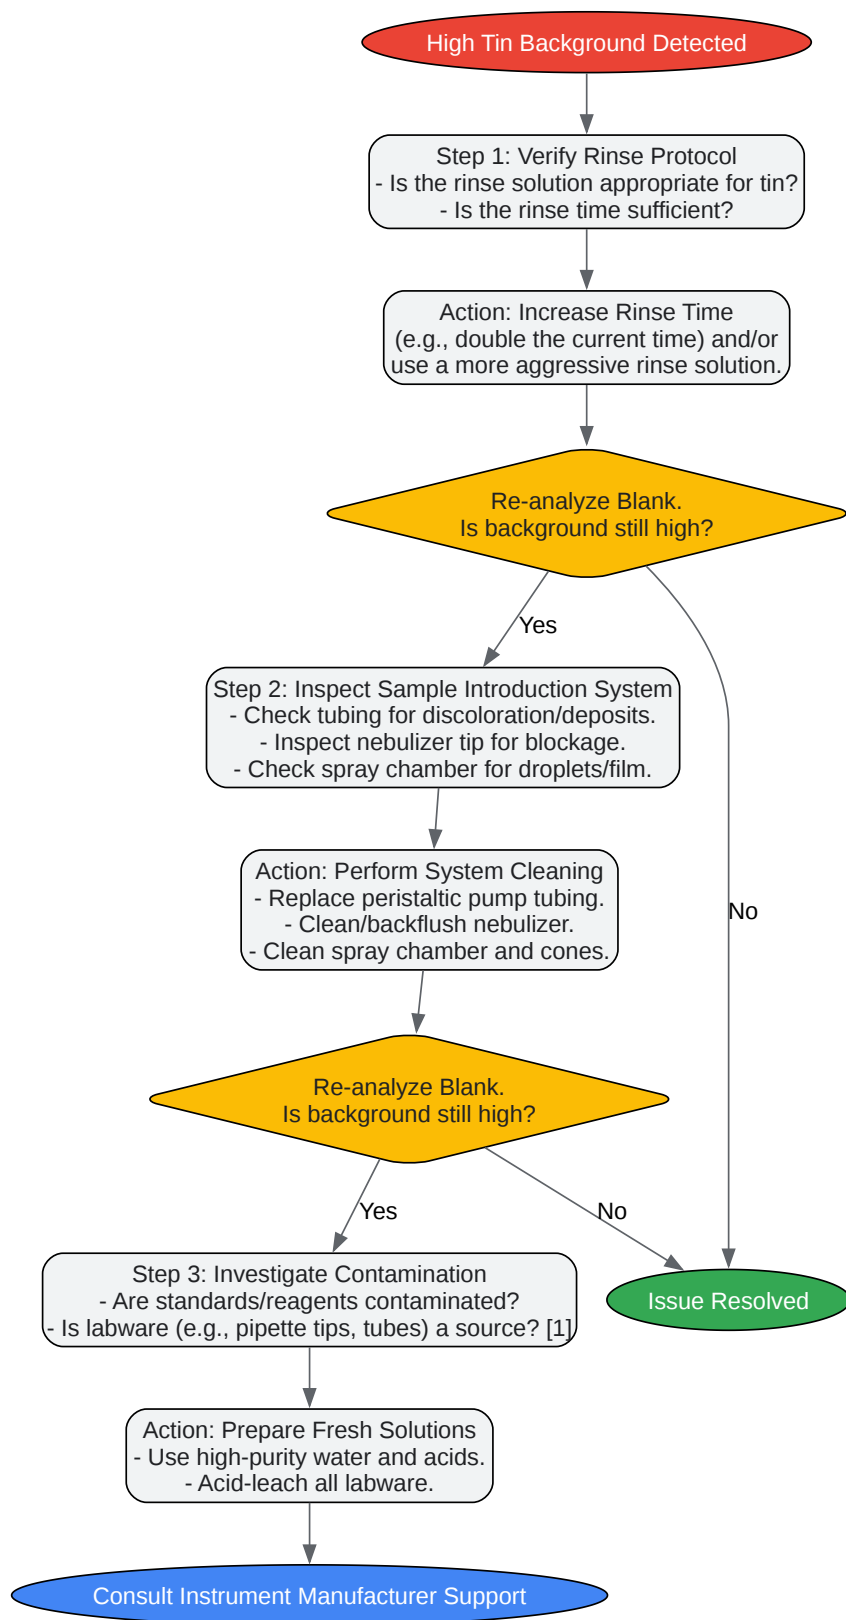 High Tin Background Detected
Step 1: Verify Rinse Protocol
- Is the rinse solution appropriate for tin?
- Is the rinse time sufficient?
Action: Increase Rinse Time
(e.g., double the current time) and/or
use a more aggressive rinse solution.
Re-analyze Blank.
Is background still high?
Yes
Step 2: Inspect Sample Introduction System
- Check tubing for discoloration/deposits.
- Inspect nebulizer tip for blockage.
- Check spray chamber for droplets/film.
Action: Perform System Cleaning
- Replace peristaltic pump tubing.
- Clean/backflush nebulizer.
- Clean spray chamber and cones.
No
Re-analyze Blank.
Is background still high?
Yes
No
Step 3: Investigate Contamination
- Are standards/reagents contaminated?
- Is labware (e.g., pipette tips, tubes) a source? [1]
Issue Resolved
Action: Prepare Fresh Solutions
- Use high-purity water and acids.
- Acid-leach all labware.
Consult Instrument Manufacturer Support